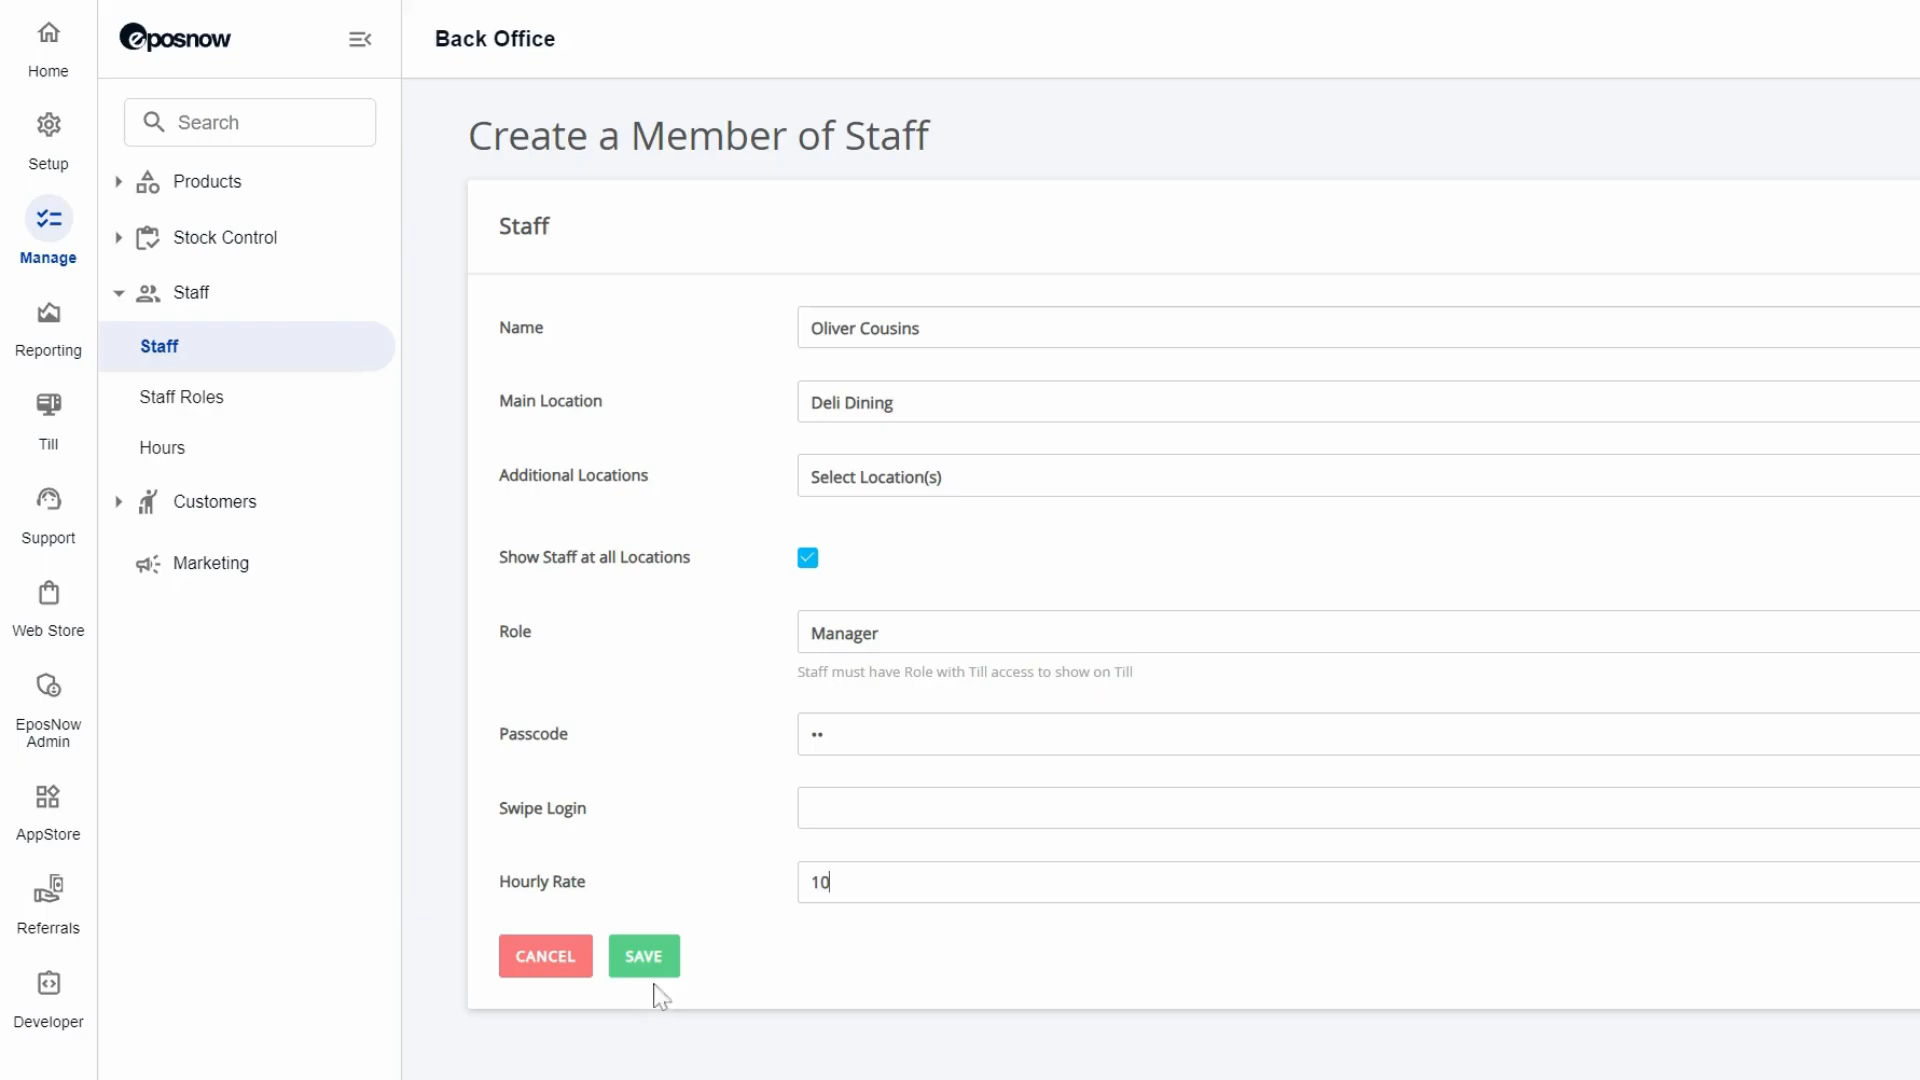 Home
Setup
Manage
Reporting
Till
Support
Web Store
EposNow
Admin
AppStore
Referrals
Developer
eposnow
Search
Products
Stock Control
Staff
Staff
Staff Roles
Hours
Customers
Marketing
Back Office
Create a Member of Staff
Staff
Name
Oliver Cousins
Main Location
Deli Dining
Additional Locations
Select Location(s)
Show Staff at all Locations
Role
Manager
Staff must have Role with Till access to show on Till
Passcode
••
Swipe Login
Hourly Rate
10
CANCEL SAVE